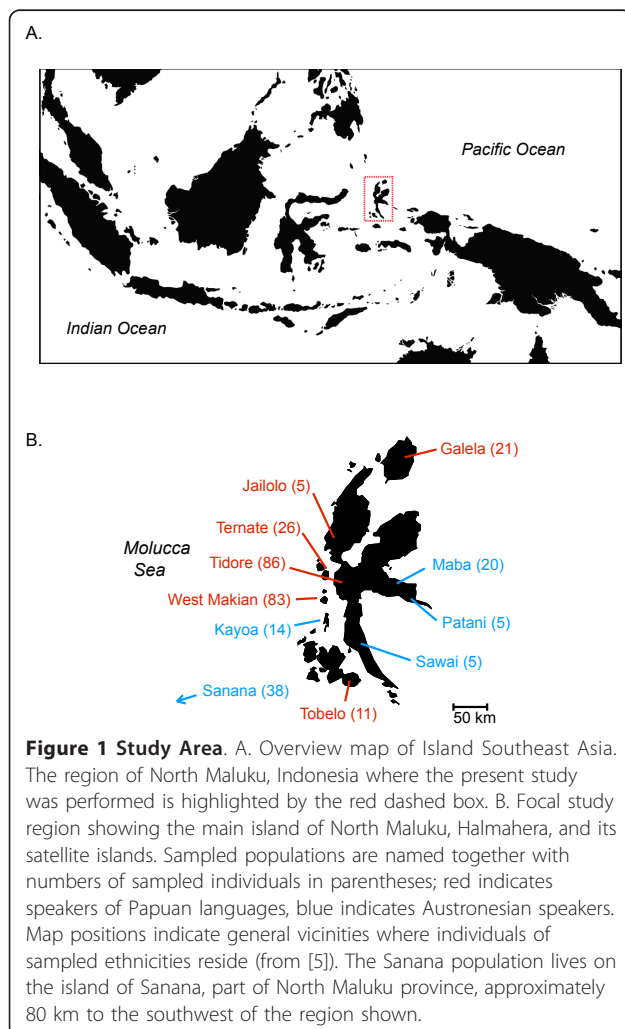 A.
Pacific Ocean
Indian Ocean
B.
Galela (21)
Jailolo (5)
Ternate (26)
Molucca
Sea
Tidore (86)
Maba (20)
West Makian (83)
Patani (5)
Kayoa (14)
Sawai (5)
Sanana (38)
Tobelo (11)
50 km
Figure 1 Study Area. A. Overview map of Island Southeast Asia.
The region of North Maluku, Indonesia where the present study
was performed is highlighted by the red dashed box. B. Focal study
region showing the main island of North Maluku, Halmahera, and its
satellite islands. Sampled populations are named together with
numbers of sampled individuals in parentheses; red indicates
speakers of Papuan languages, blue indicates Austronesian speakers.
Map positions indicate general vicinities where individuals of
sampled ethnicities reside (from [5]). The Sanana population lives on
the island of Sanana, part of North Maluku province, approximately
80 km to the southwest of the region shown.